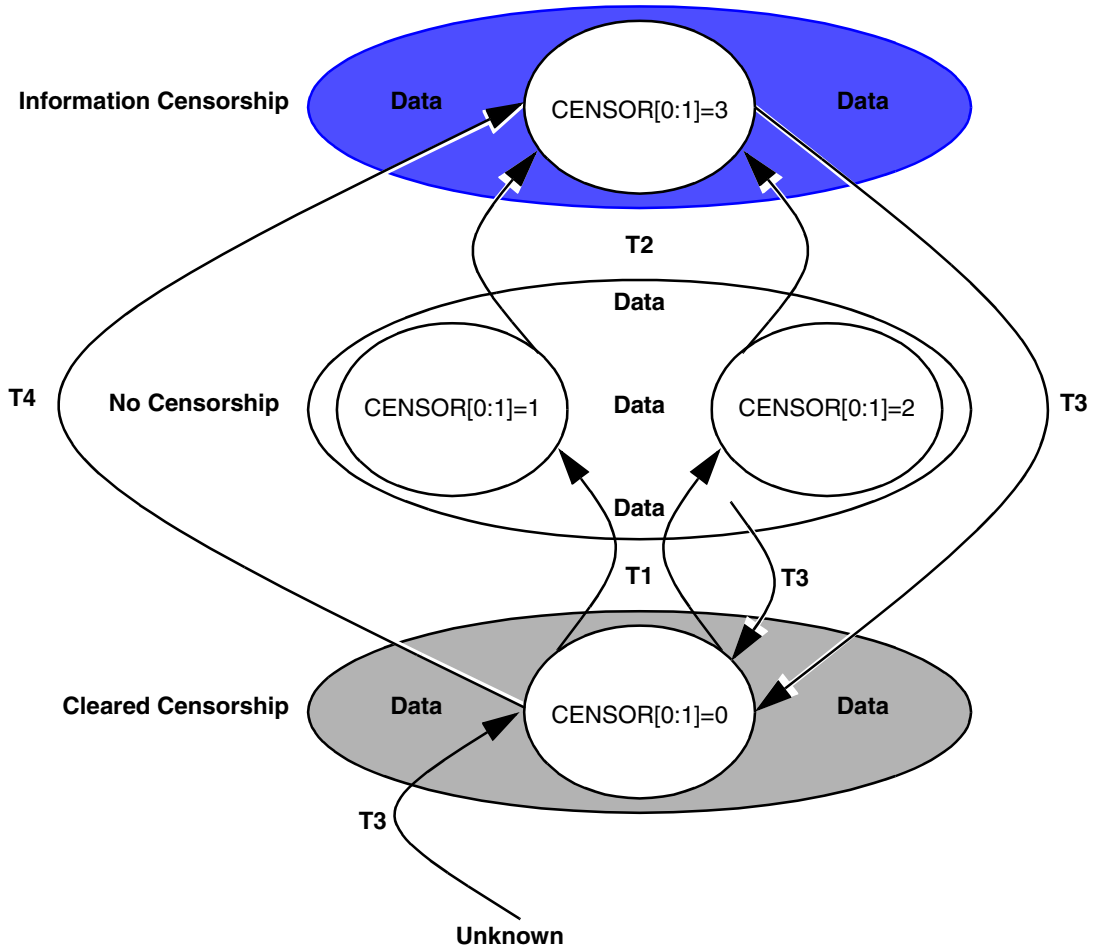 Information Censorship
Data
CENSOR[0:1]=3
Data
T2
Data
T4
No Censorship
CENSOR[0:1]=1
Data
CENSOR[0:1]=2
T3
Data
T1
T3
Cleared Censorship
Data
CENSOR[0:1]=0
Data
T3
Unknown